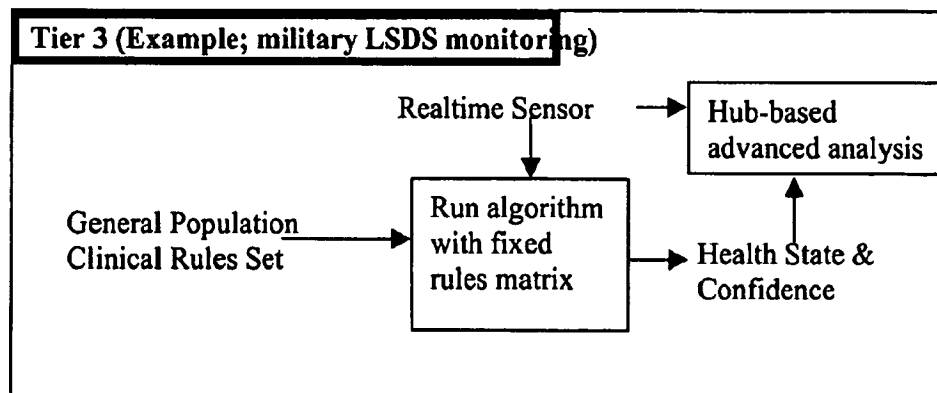 Tier 3 (Example; military LSDS monitoring)
Realtime Sensor
Hub-based
advanced analysis
General Population
Clinical Rules Set
Run algorithm
with fixed
rules matrix
Health State &
Confidence